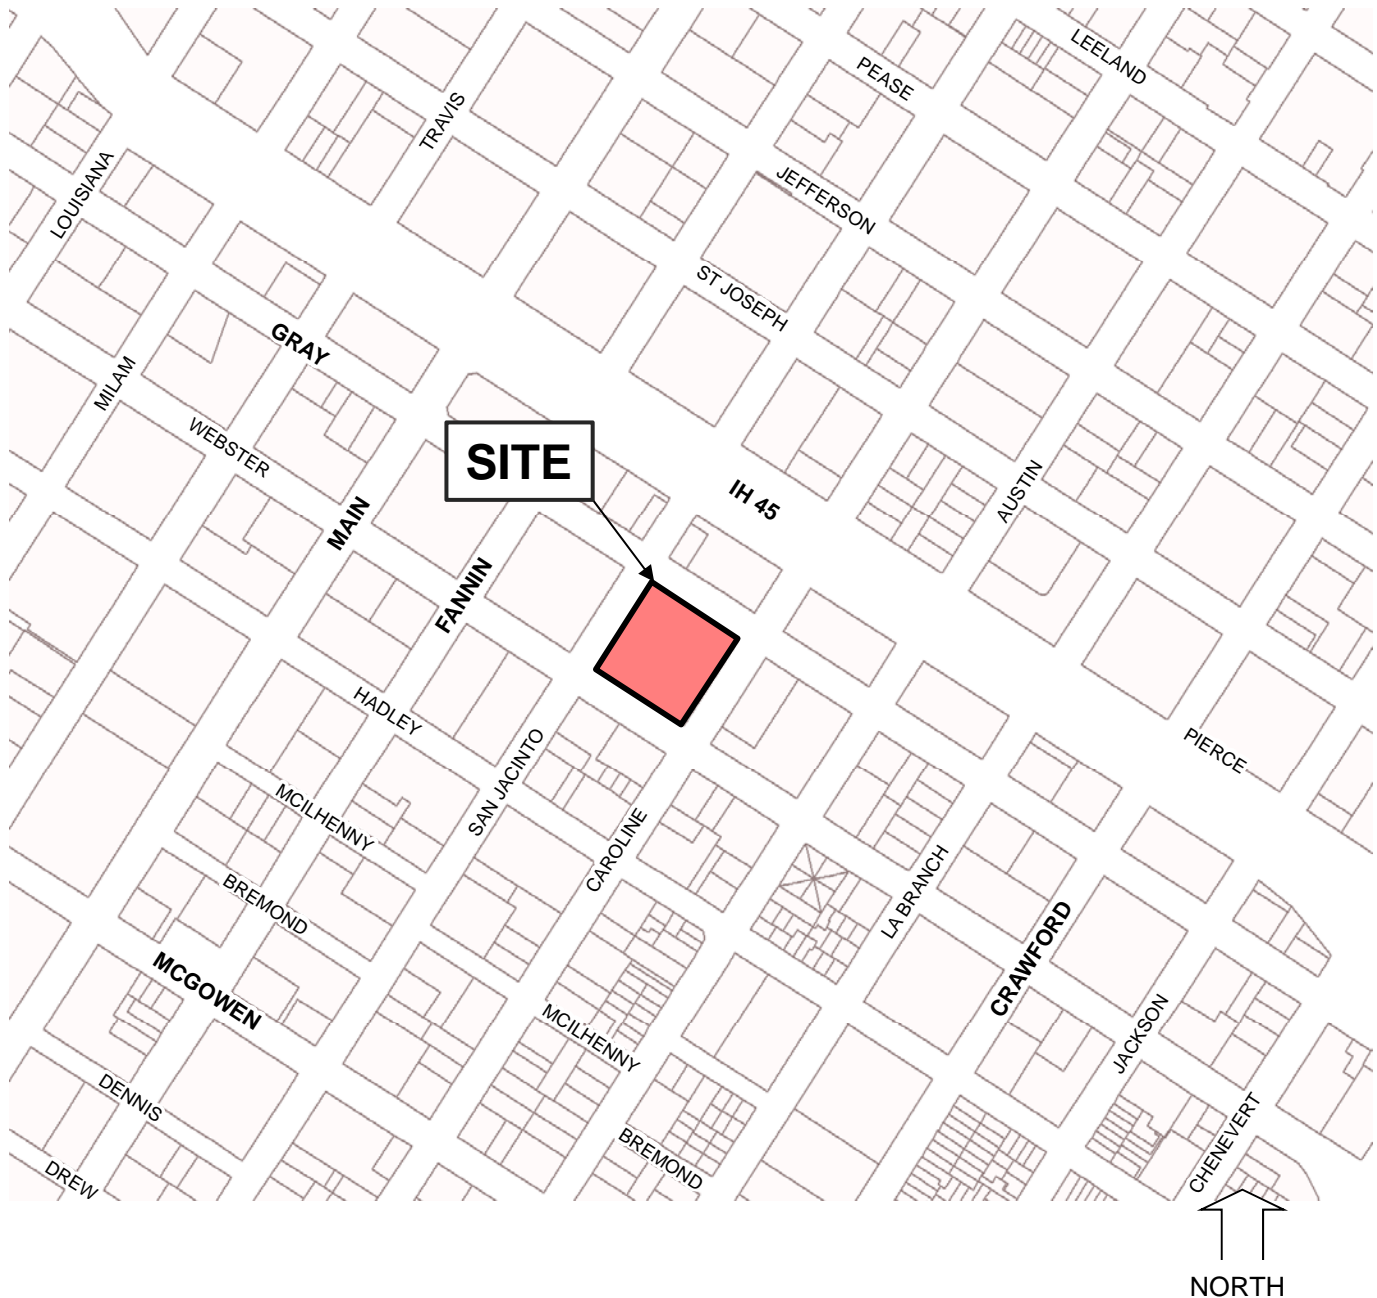 LEELAND
PEASE
TRAVIS
LOUISIANA
JEFFERSON
ST JOSEPH
GRAY
MILAM
WEBSTER
SITE
IH 45
AUSTIN
MAIN
FANNIN
HADLEY
PIERCE
SAN JACINTO
MCILHENNY
CAROLINE
BREMOND
LA BRANCH
CRAWFORD
MCGOWEN
MCILHENNY
JACKSON
DENNIS
CHENEVERT
BREMOND
DREW
NORTH